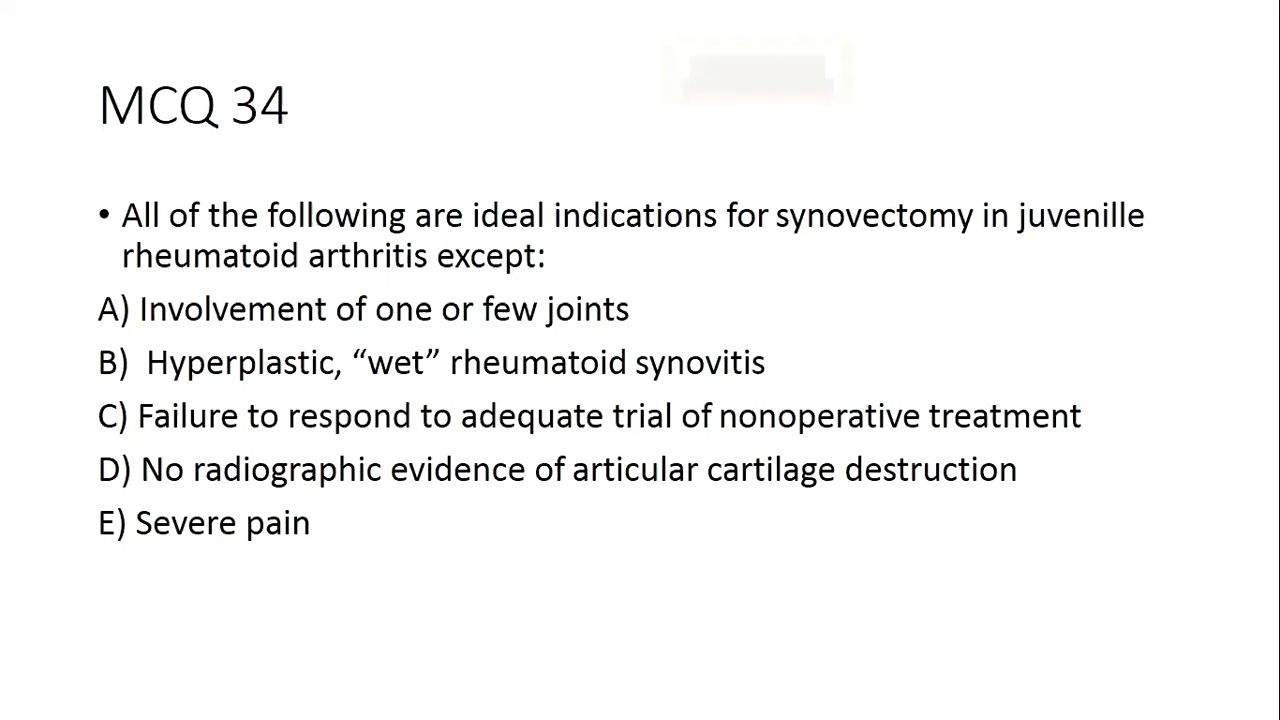 MCQ 34
• All of the following are ideal indications for synovectomy in juvenille
rheumatoid arthritis except:
A) Involvement of one or few joints
B)  Hyperplastic, “wet” rheumatoid synovitis
C) Failure to respond to adequate trial of nonoperative treatment
D) No radiographic evidence of articular cartilage destruction
E) Severe pain